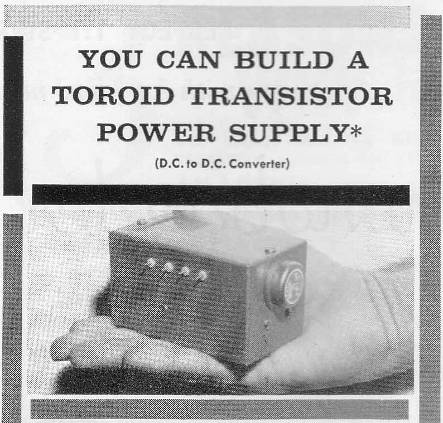 YOU CAN BUILD A
TOROID TRANSISTOR
POWER SUPPLY*
(D.C. to D.C. Converter)